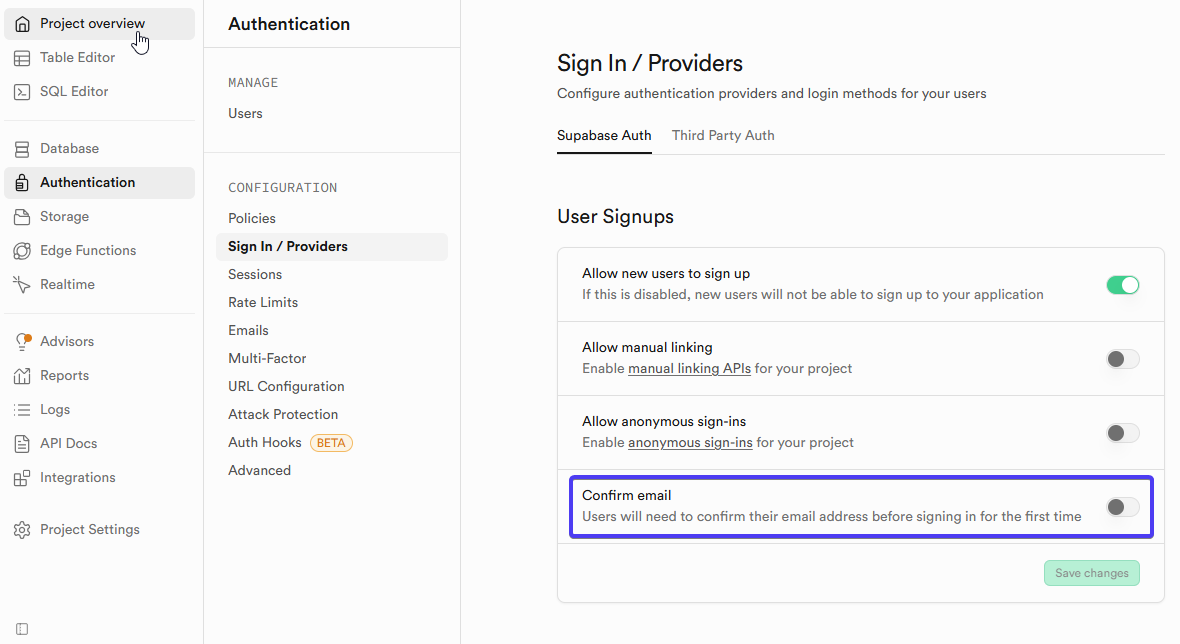 Project overview
Table Editor
SQL Editor
Database
Authentication
Storage
Edge Functions
Realtime
Advisors
Reports
Logs
API Docs
Integrations
Project Settings
Authentication
MANAGE
Users
CONFIGURATION
Policies
Sign In / Providers
Sessions
Rate Limits
Emails
Multi-Factor
URL Configuration
Attack Protection
Auth Hooks BETA
Advanced
Sign In / Providers
Configure authentication providers and login methods for your users
Supabase Auth Third Party Auth
User Signups
Allow new users to sign up
If this is disabled, new users will not be able to sign up to your application
Allow manual linking
Enable manual linking APIs for your project
Allow anonymous sign-ins
Enable anonymous sign-ins for your project
Confirm email
Users will need to confirm their email address before signing in for the first time
Save changes